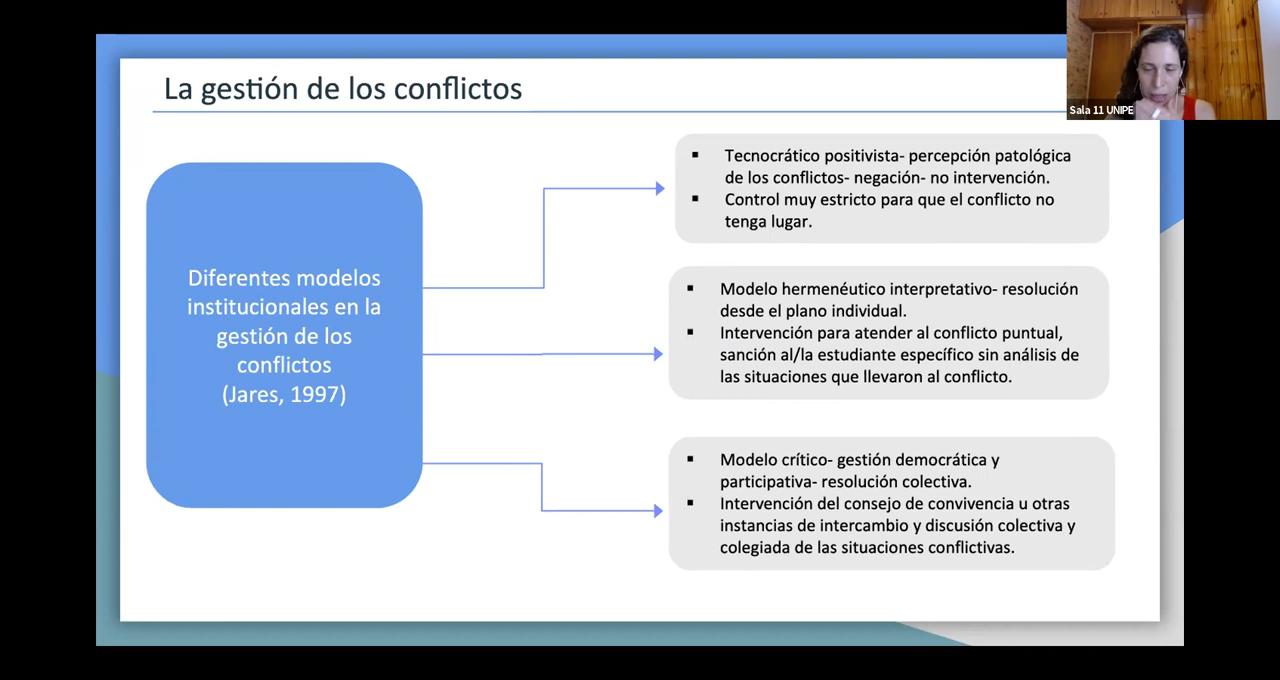 La gestión de los conflictos
Sala 11 UNIPE
Diferentes modelos
institucionales en la
gestión de los
conflictos
(Jares, 1997)
▪ Tecnocrático positivista- percepción patológica
de los conflictos- negación- no intervención.
▪ Control muy estricto para que el conflicto no
tenga lugar.
▪ Modelo hermenéutico interpretativo- resolución
desde el plano individual.
▪ Intervención para atender al conflicto puntual,
sanción al/la estudiante específico sin análisis de
las situaciones que llevaron al conflicto.
▪ Modelo crítico- gestión democrática y
participativa- resolución colectiva.
▪ Intervención del consejo de convivencia u otras
instancias de intercambio y discusión colectiva y
colegiada de las situaciones conflictivas.